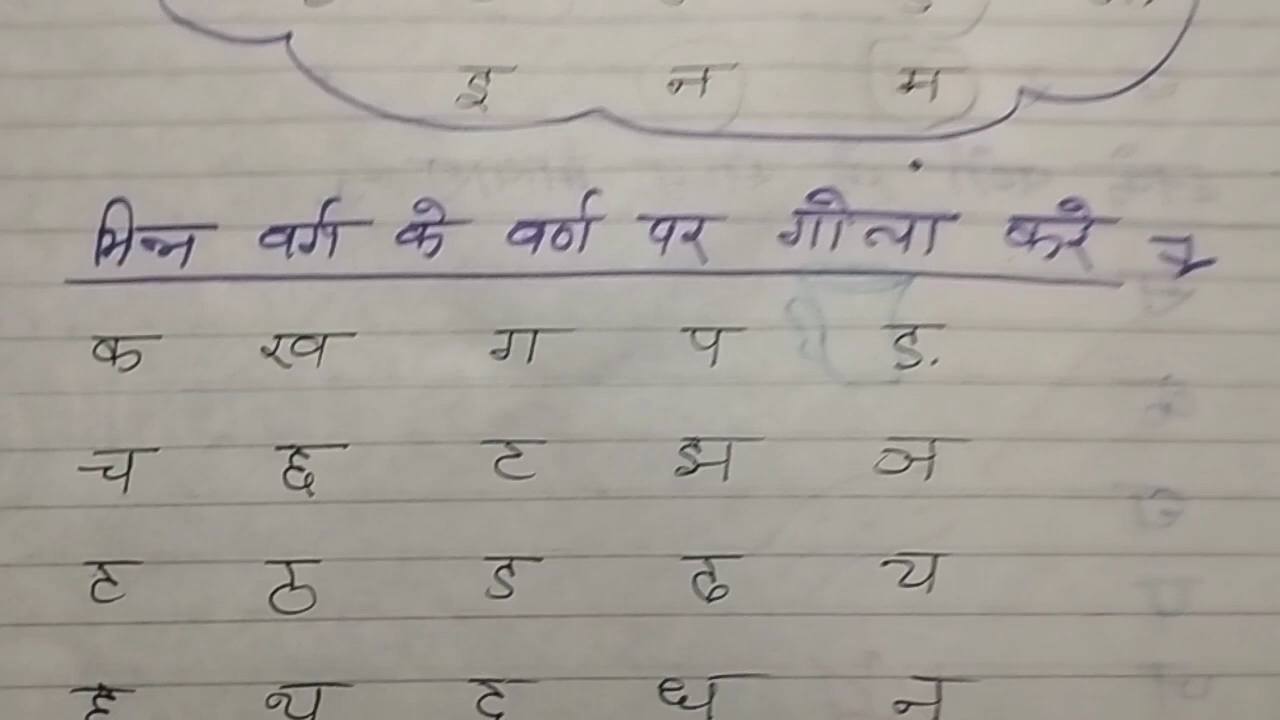 इ न म
भिन्न वर्ग के वर्ण पर गोला करे
क ख ग प ङ
च छ ट झ ञ
ट ठ ड ढ च
ह थ द ध न